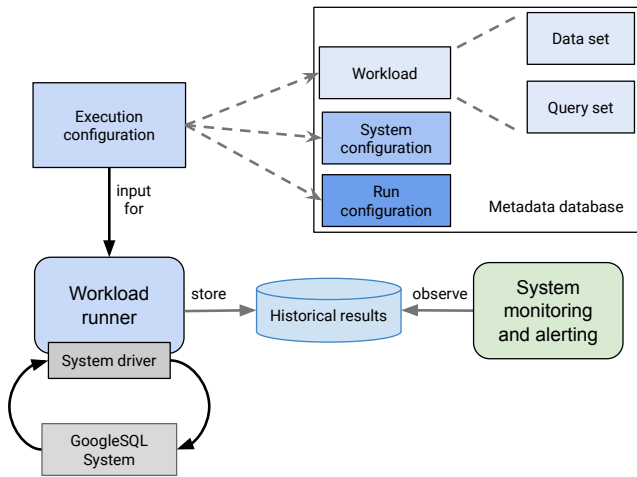 Data set
Workload
Query set
Execution
configuration
System
configuration
Run
configuration
Metadata database
input
for
Workload
runner
store
Historical results
observe
System
monitoring
and alerting
System driver
GoogleSQL
System